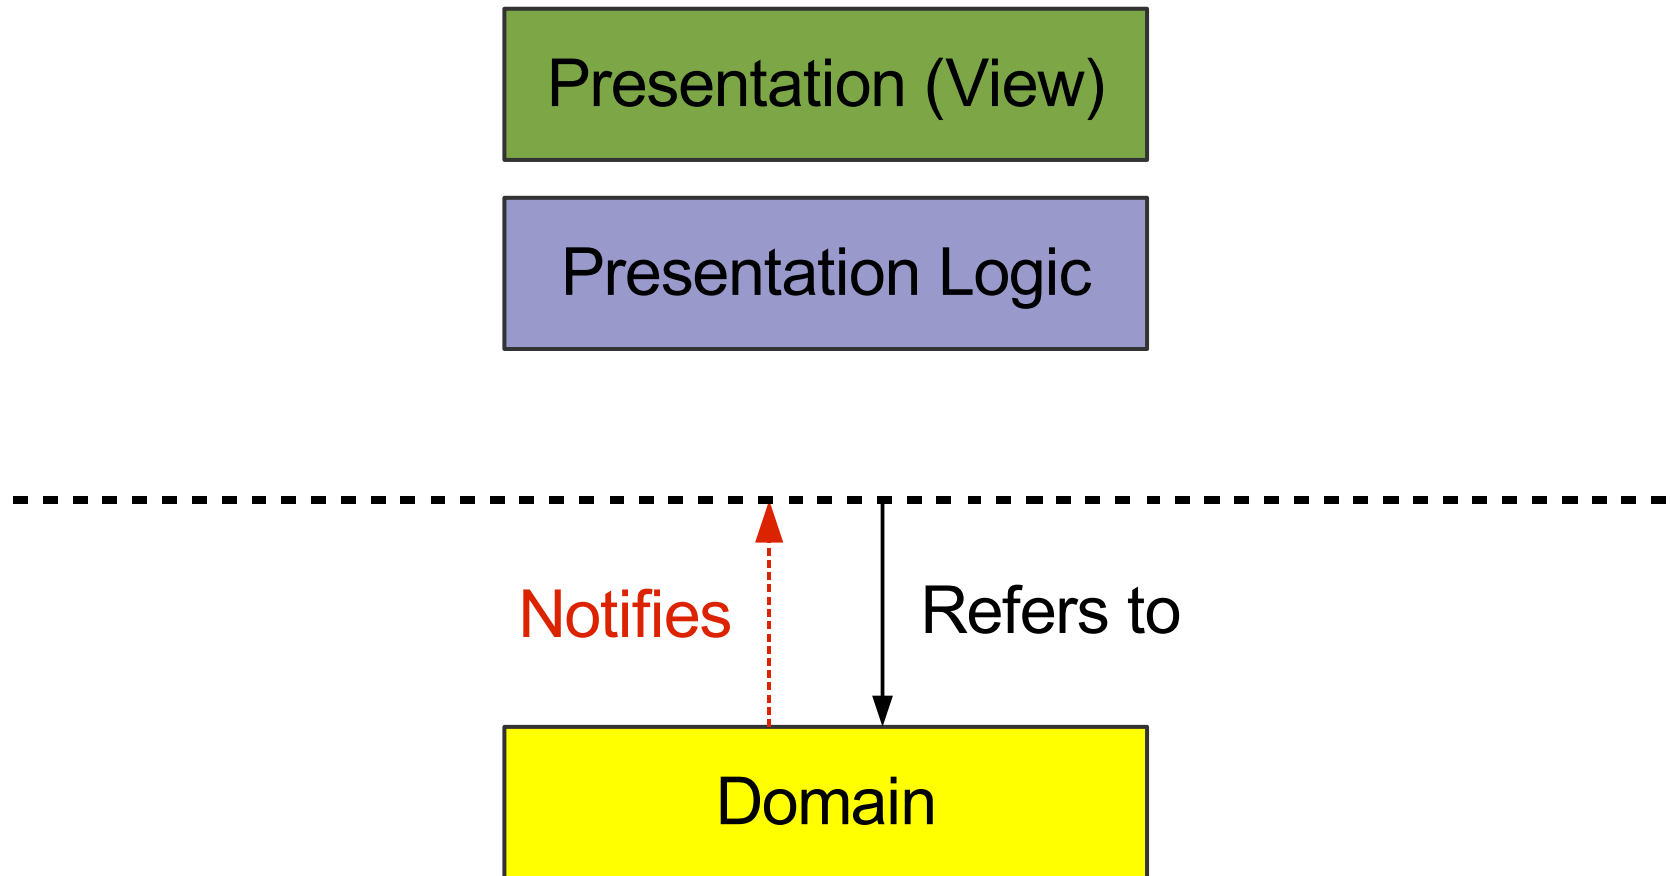 Presentation (View)
Presentation Logic
Notifies
Refers to
Domain